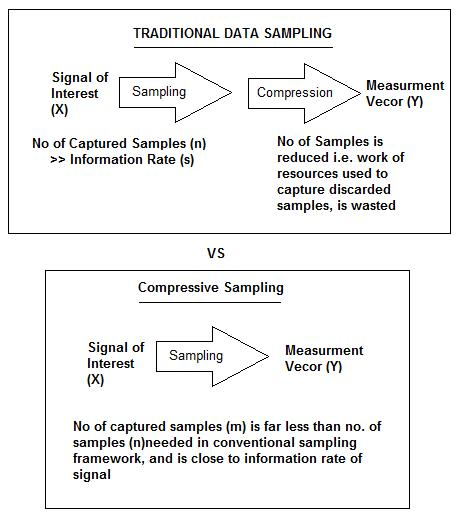 TRADITIONAL DATA SAMPLING
Signal of
Interest
(X)
Sampling
Compression
Measurment
Vecor (Y)
No of Captured Samples (n)
>> Information Rate (s)
No of Samples is
reduced i.e. work of
resources used to
capture discarded
samples, is wasted
VS
Compressive Sampling
Signal of
Interest
(X)
Sampling
Measurment
Vecor (Y)
No of captured samples (m) is far less than no. of
samples (n)needed in conventional sampling
framework, and is close to information rate of
signal